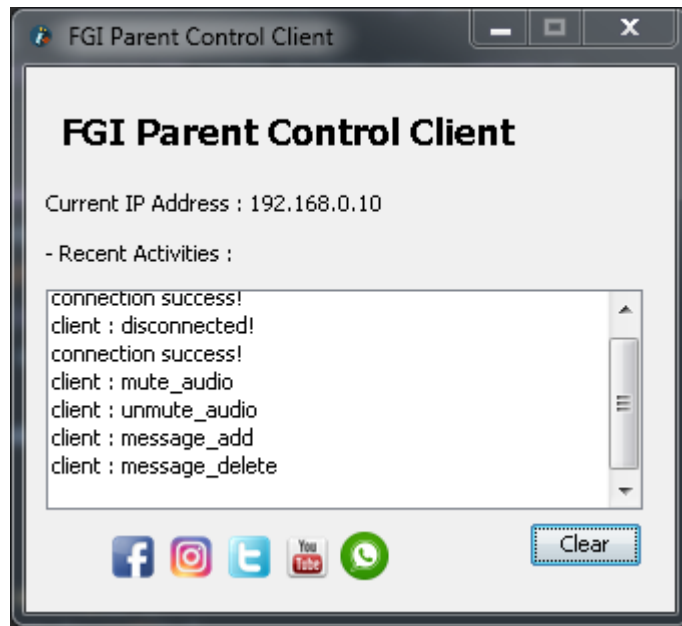 FGI Parent Control Client
FGI Parent Control Client
Current IP Address : 192.168.0.10
- Recent Activities :
connection success!
client : disconnected!
connection success!
client : mute_audio
client : unmute_audio
client : message_add
client : message_delete
You
Tube
Clear